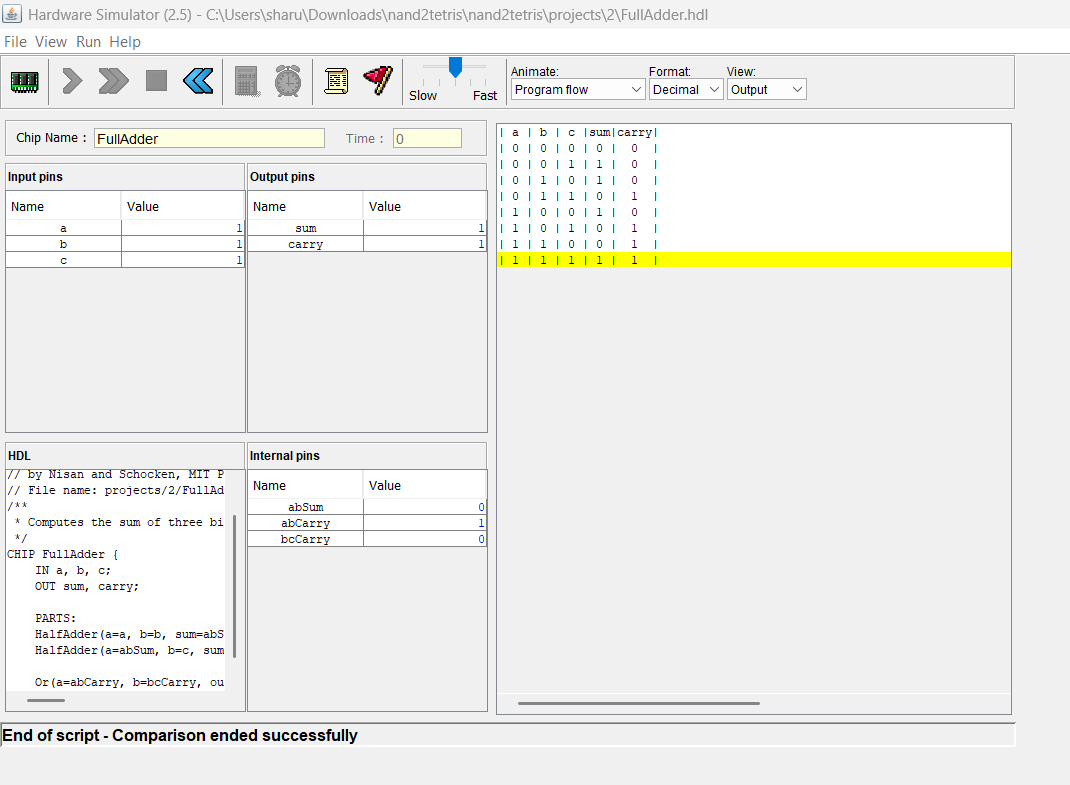 Hardware Simulator (2.5) - C:\Users\sharu\Downloads\nand2tetris\nand2tetris\projects\2\FullAdder.hdl
File View Run Help
Slow Fast
Animate: Format: View:
Program flow Decimal Output
Chip Name : FullAdder Time : 0
Input pins
Name Value
a 1
b 1
c 1
Output pins
Name Value
sum 1
carry 1
HDL
// by Nisan and Schocken, MIT P
// File name: projects/2/FullAd
/**
* Computes the sum of three bi
*/
CHIP FullAdder {
IN a, b, c;
OUT sum, carry;
PARTS:
HalfAdder(a=a, b=b, sum=abS
HalfAdder(a=abSum, b=c, sum
Or(a=abCarry, b=bcCarry, ou
Internal pins
Name Value
abSum 0
abCarry 1
bcCarry 0
| a | b | c |sum|carry|
| 0 | 0 | 0 | 0 | 0 |
| 0 | 0 | 1 | 1 | 0 |
| 0 | 1 | 0 | 1 | 0 |
| 0 | 1 | 1 | 0 | 1 |
| 1 | 0 | 0 | 1 | 0 |
| 1 | 0 | 1 | 0 | 1 |
| 1 | 1 | 0 | 0 | 1 |
| 1 | 1 | 1 | 1 | 1 |
End of script - Comparison ended successfully